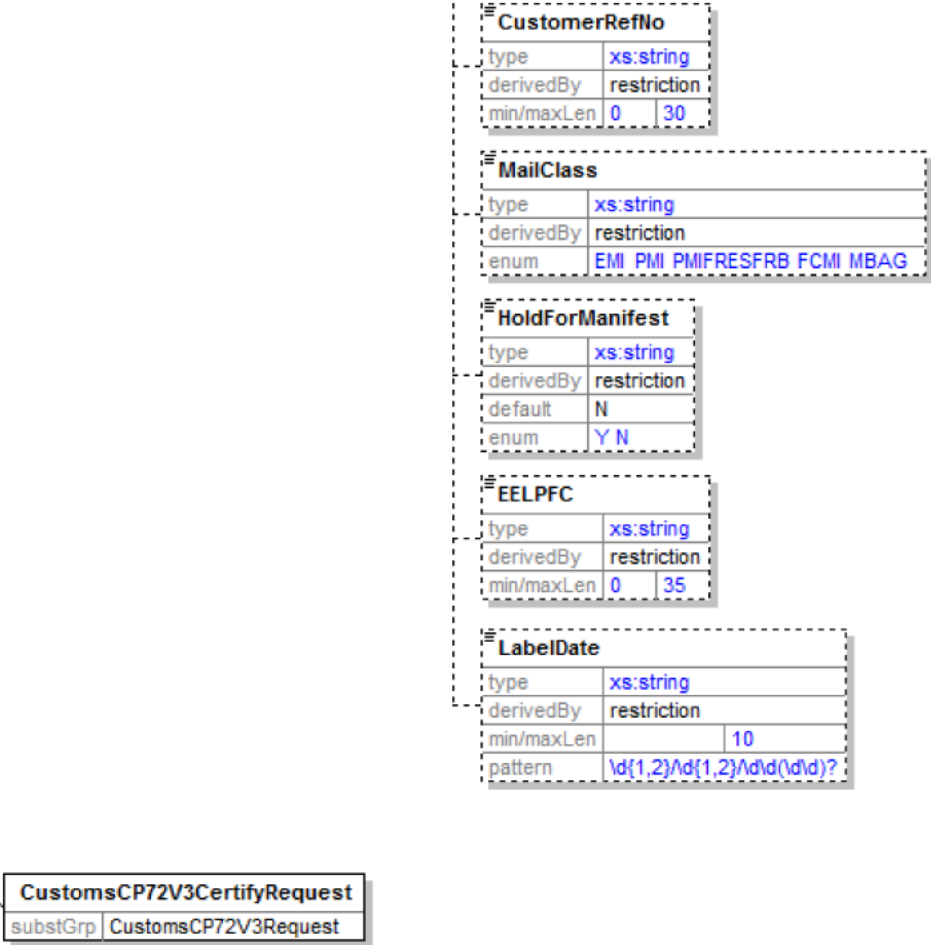 CustomerRefNo
type xs:string
derivedBy restriction
min/maxLen 0 30
MailClass
type xs:string
derivedBy restriction
enum EMI PMI PMIFRESFRB FCMI MBAG
HoldForManifest
type xs:string
derivedBy restriction
default N
enum Y N
EELPFC
type xs:string
derivedBy restriction
min/maxLen 0 35
LabelDate
type xs:string
derivedBy restriction
min/maxLen 10
pattern \d{1,2}/\d{1,2}/\d\d(\d\d)?
CustomsCP72V3CertifyRequest
substGrp CustomsCP72V3Request